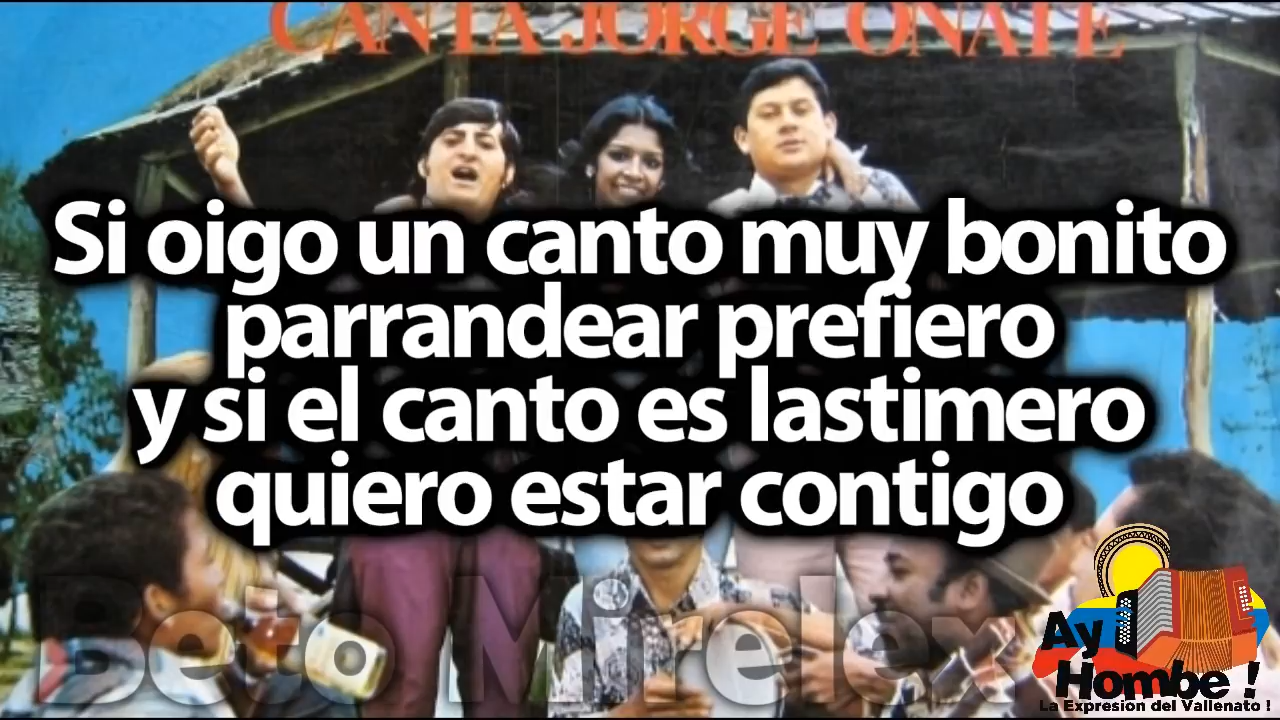 CANTA JORGE OÑATE
Si oigo un canto muy bonito
parrandear prefiero
y si el canto es lastimero
quiero estar contigo
Beto Mirelex
Ay
Hombe !
La Expresión del Vallenato !